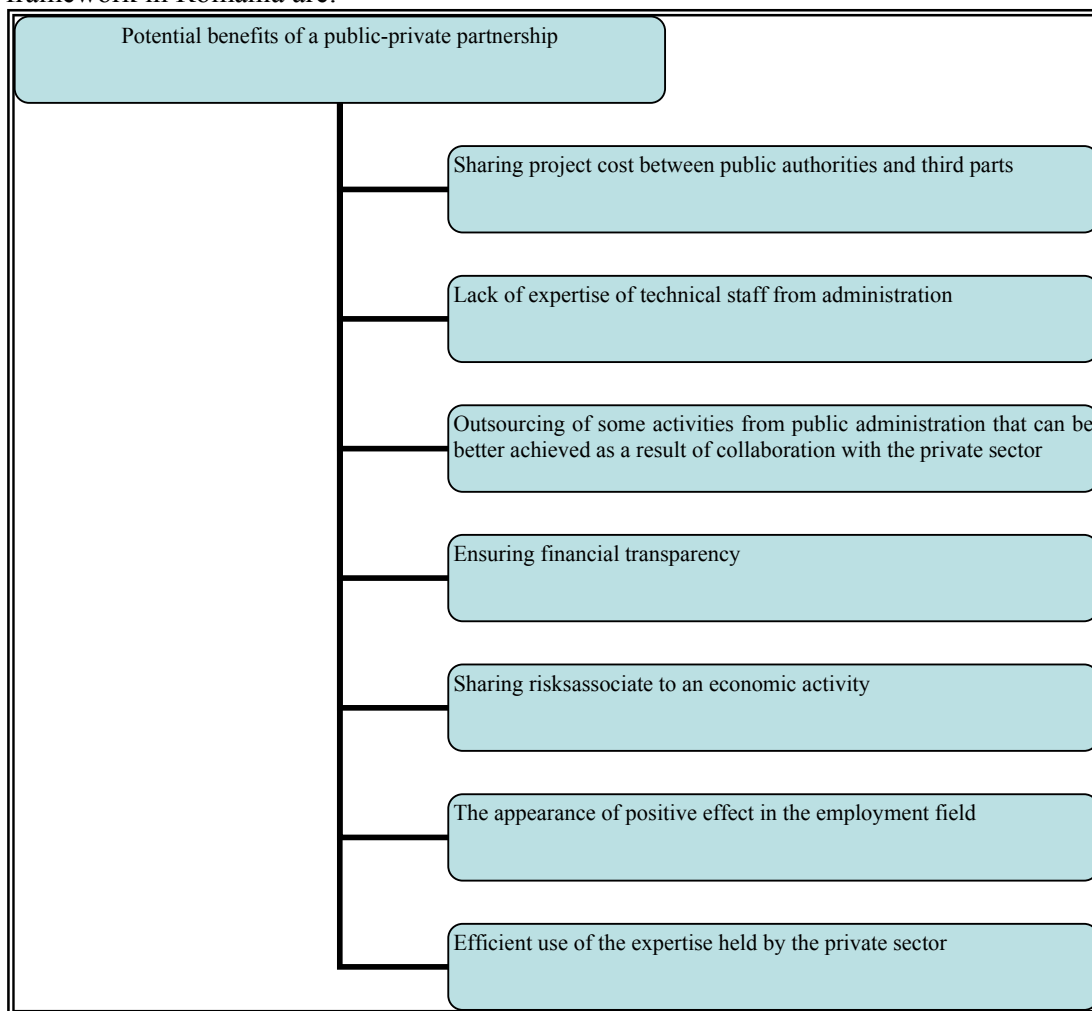 framework in Romania are:
Potential benefits of a public-private partnership
Sharing project cost between public authorities and third parts
Lack of expertise of technical staff from administration
Outsourcing of some activities from public administration that can be
better achieved as a result of collaboration with the private sector
Ensuring financial transparency
Sharing risksassociate to an economic activity
The appearance of positive effect in the employment field
Efficient use of the expertise held by the private sector